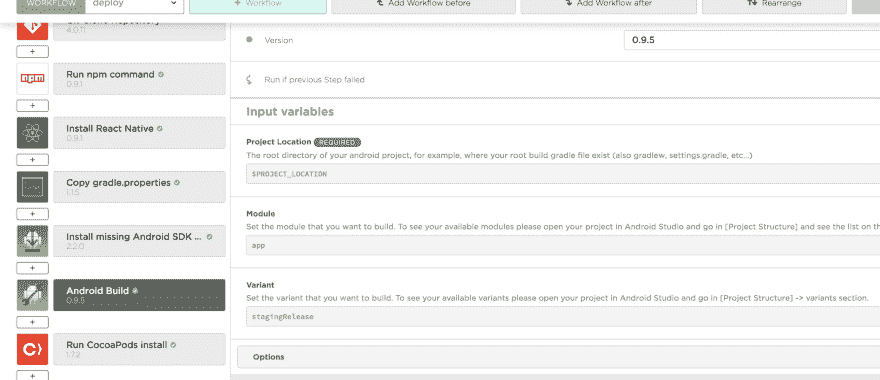 WORKFLOW
deploy
+ Workflow
Add Workflow before
Add Workflow after
Rearrange
Git Clone Repository
4.0.11
+
Run npm command
0.9.1
+
Install React Native
0.9.1
+
Copy gradle.properties
1.1.5
+
Install missing Android SDK ...
2.2.0
+
Android Build
0.9.5
+
Run CocoaPods install
1.7.2
+
Version
0.9.5
Run if previous Step failed
Input variables
Project Location REQUIRED
The root directory of your android project, for example, where your root build gradle file exist (also gradlew, settings.gradle, etc...)
$PROJECT_LOCATION
Module
Set the module that you want to build. To see your available modules please open your project in Android Studio and go in [Project Structure] and see the list on th
app
Variant
Set the variant that you want to build. To see your available variants please open your project in Android Studio and go in [Project Structure] -> variants section.
stagingRelease
Options